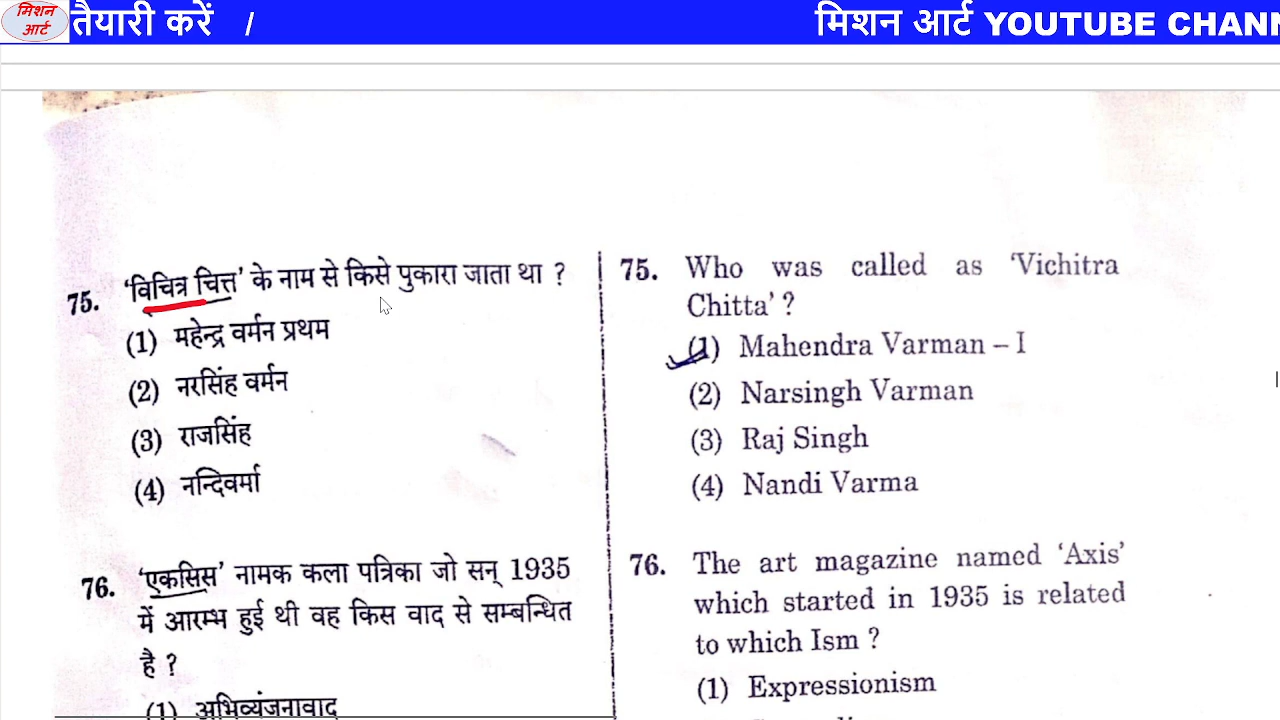 मिशन
आर्ट
तैयारी करें /
मिशन आर्ट YOUTUBE CHANN
75. 'विचित्र चित्त' के नाम से किसे पुकारा जाता था ?
(1) महेन्द्र वर्मन प्रथम
(2) नरसिंह वर्मन
(3) राजसिंह
(4) नन्दिवर्मा
76. 'एकसिस' नामक कला पत्रिका जो सन् 1935
में आरम्भ हुई थी वह किस वाद से सम्बन्धित
है ?
(1) अभिव्यंजनावाद
75. Who was called as 'Vichitra
Chitta' ?
(1) Mahendra Varman – I
(2) Narsingh Varman
(3) Raj Singh
(4) Nandi Varma
76. The art magazine named 'Axis'
which started in 1935 is related
to which Ism ?
(1) Expressionism